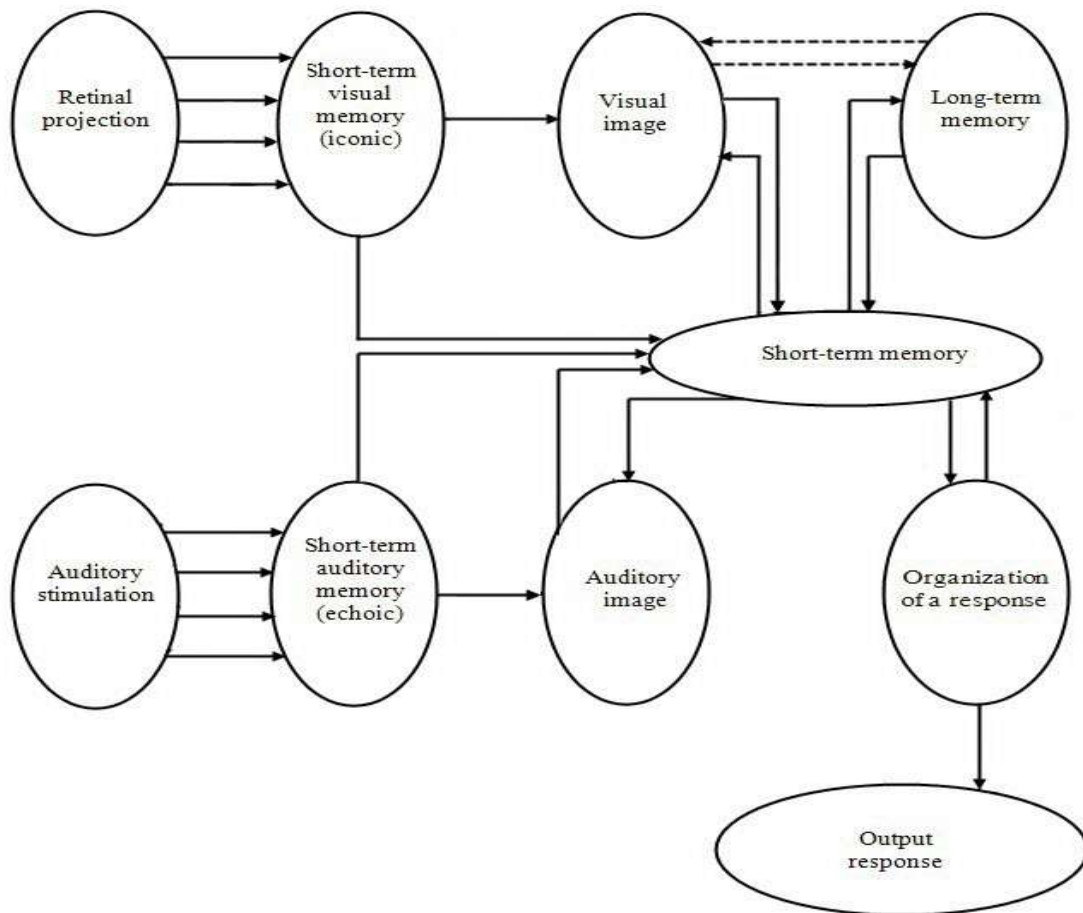 Retinal
projection
Short-term
visual
memory
(iconic)
Visual
image
Long-term
memory
Short-term memory
Auditory
stimulation
Short-term
auditory
memory
(echoic)
Auditory
image
Organization
of a response
Output
response